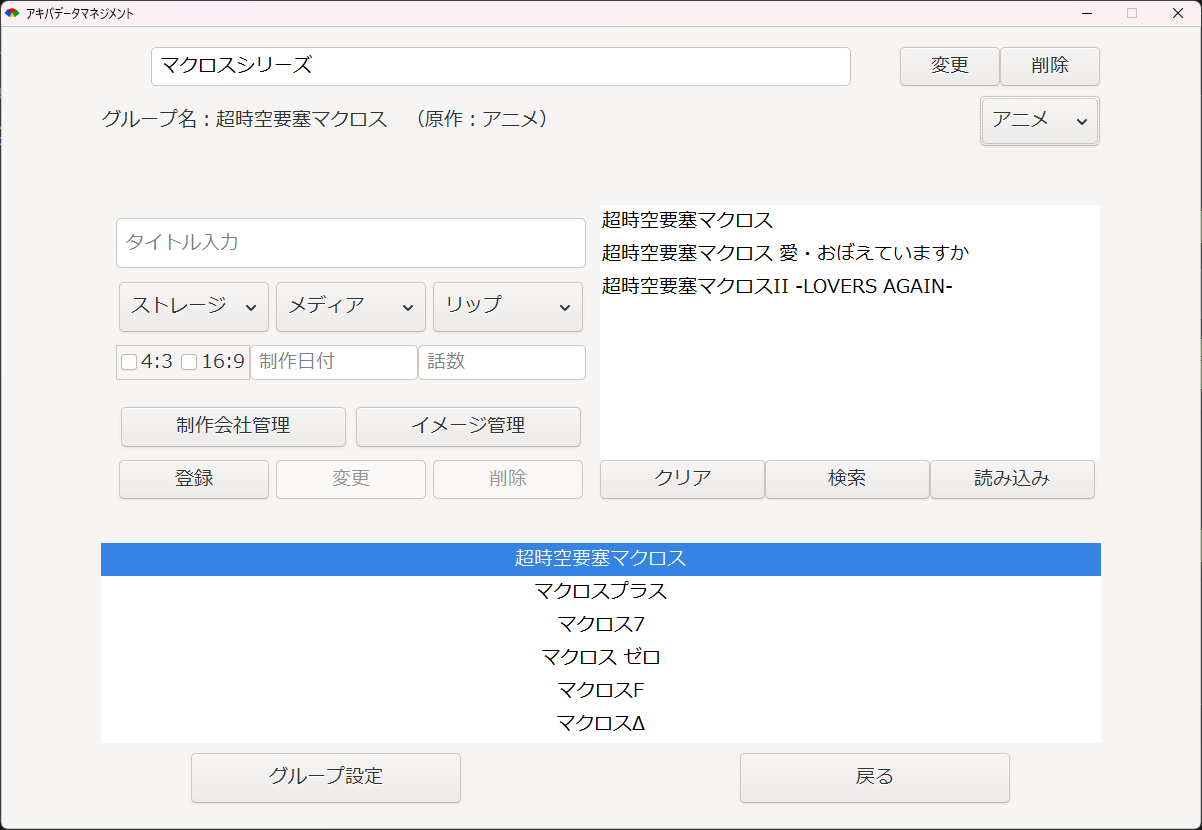 アキバデータマネジメント
マクロスシリーズ
変更 削除
グループ名：超時空要塞マクロス （原作：アニメ）
アニメ
タイトル入力
ストレージ メディア リップ
4:3 16:9 制作日付 話数
制作会社管理 イメージ管理
登録 変更 削除
超時空要塞マクロス
超時空要塞マクロス 愛・おぼえていますか
超時空要塞マクロスII -LOVERS AGAIN-
クリア 検索 読み込み
超時空要塞マクロス
マクロスプラス
マクロス7
マクロス ゼロ
マクロスF
マクロスΔ
グループ設定 戻る